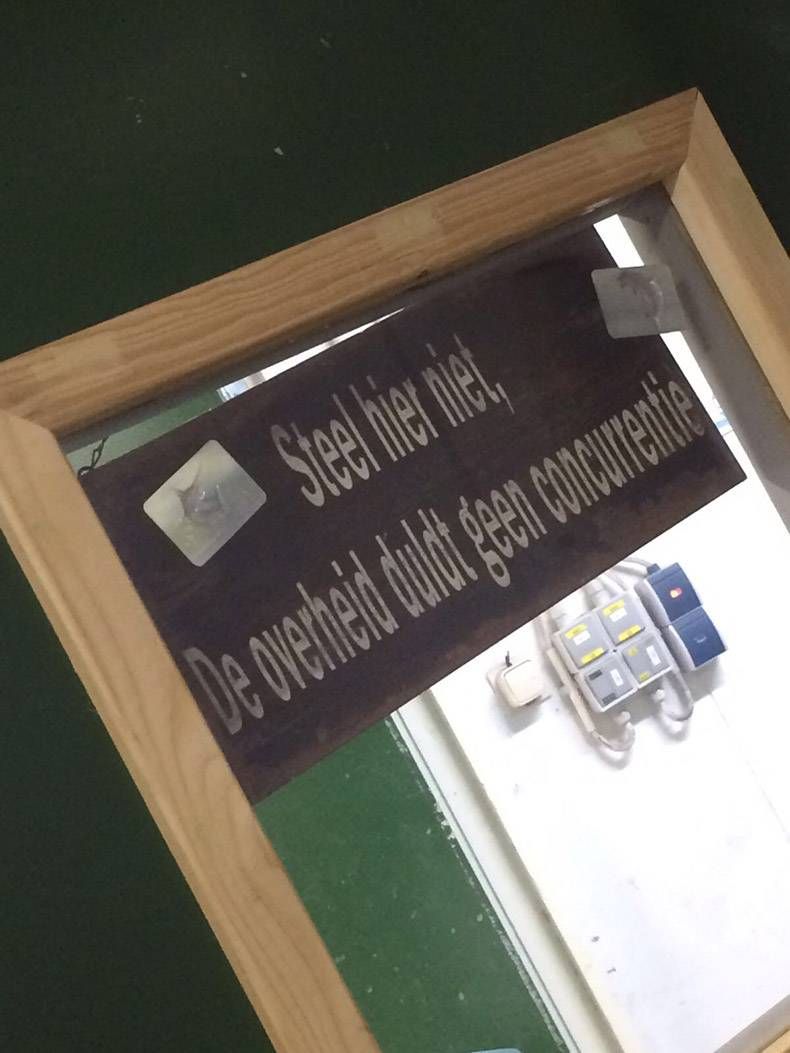 Steel hier niet,
De overheid duldt geen concurrentie